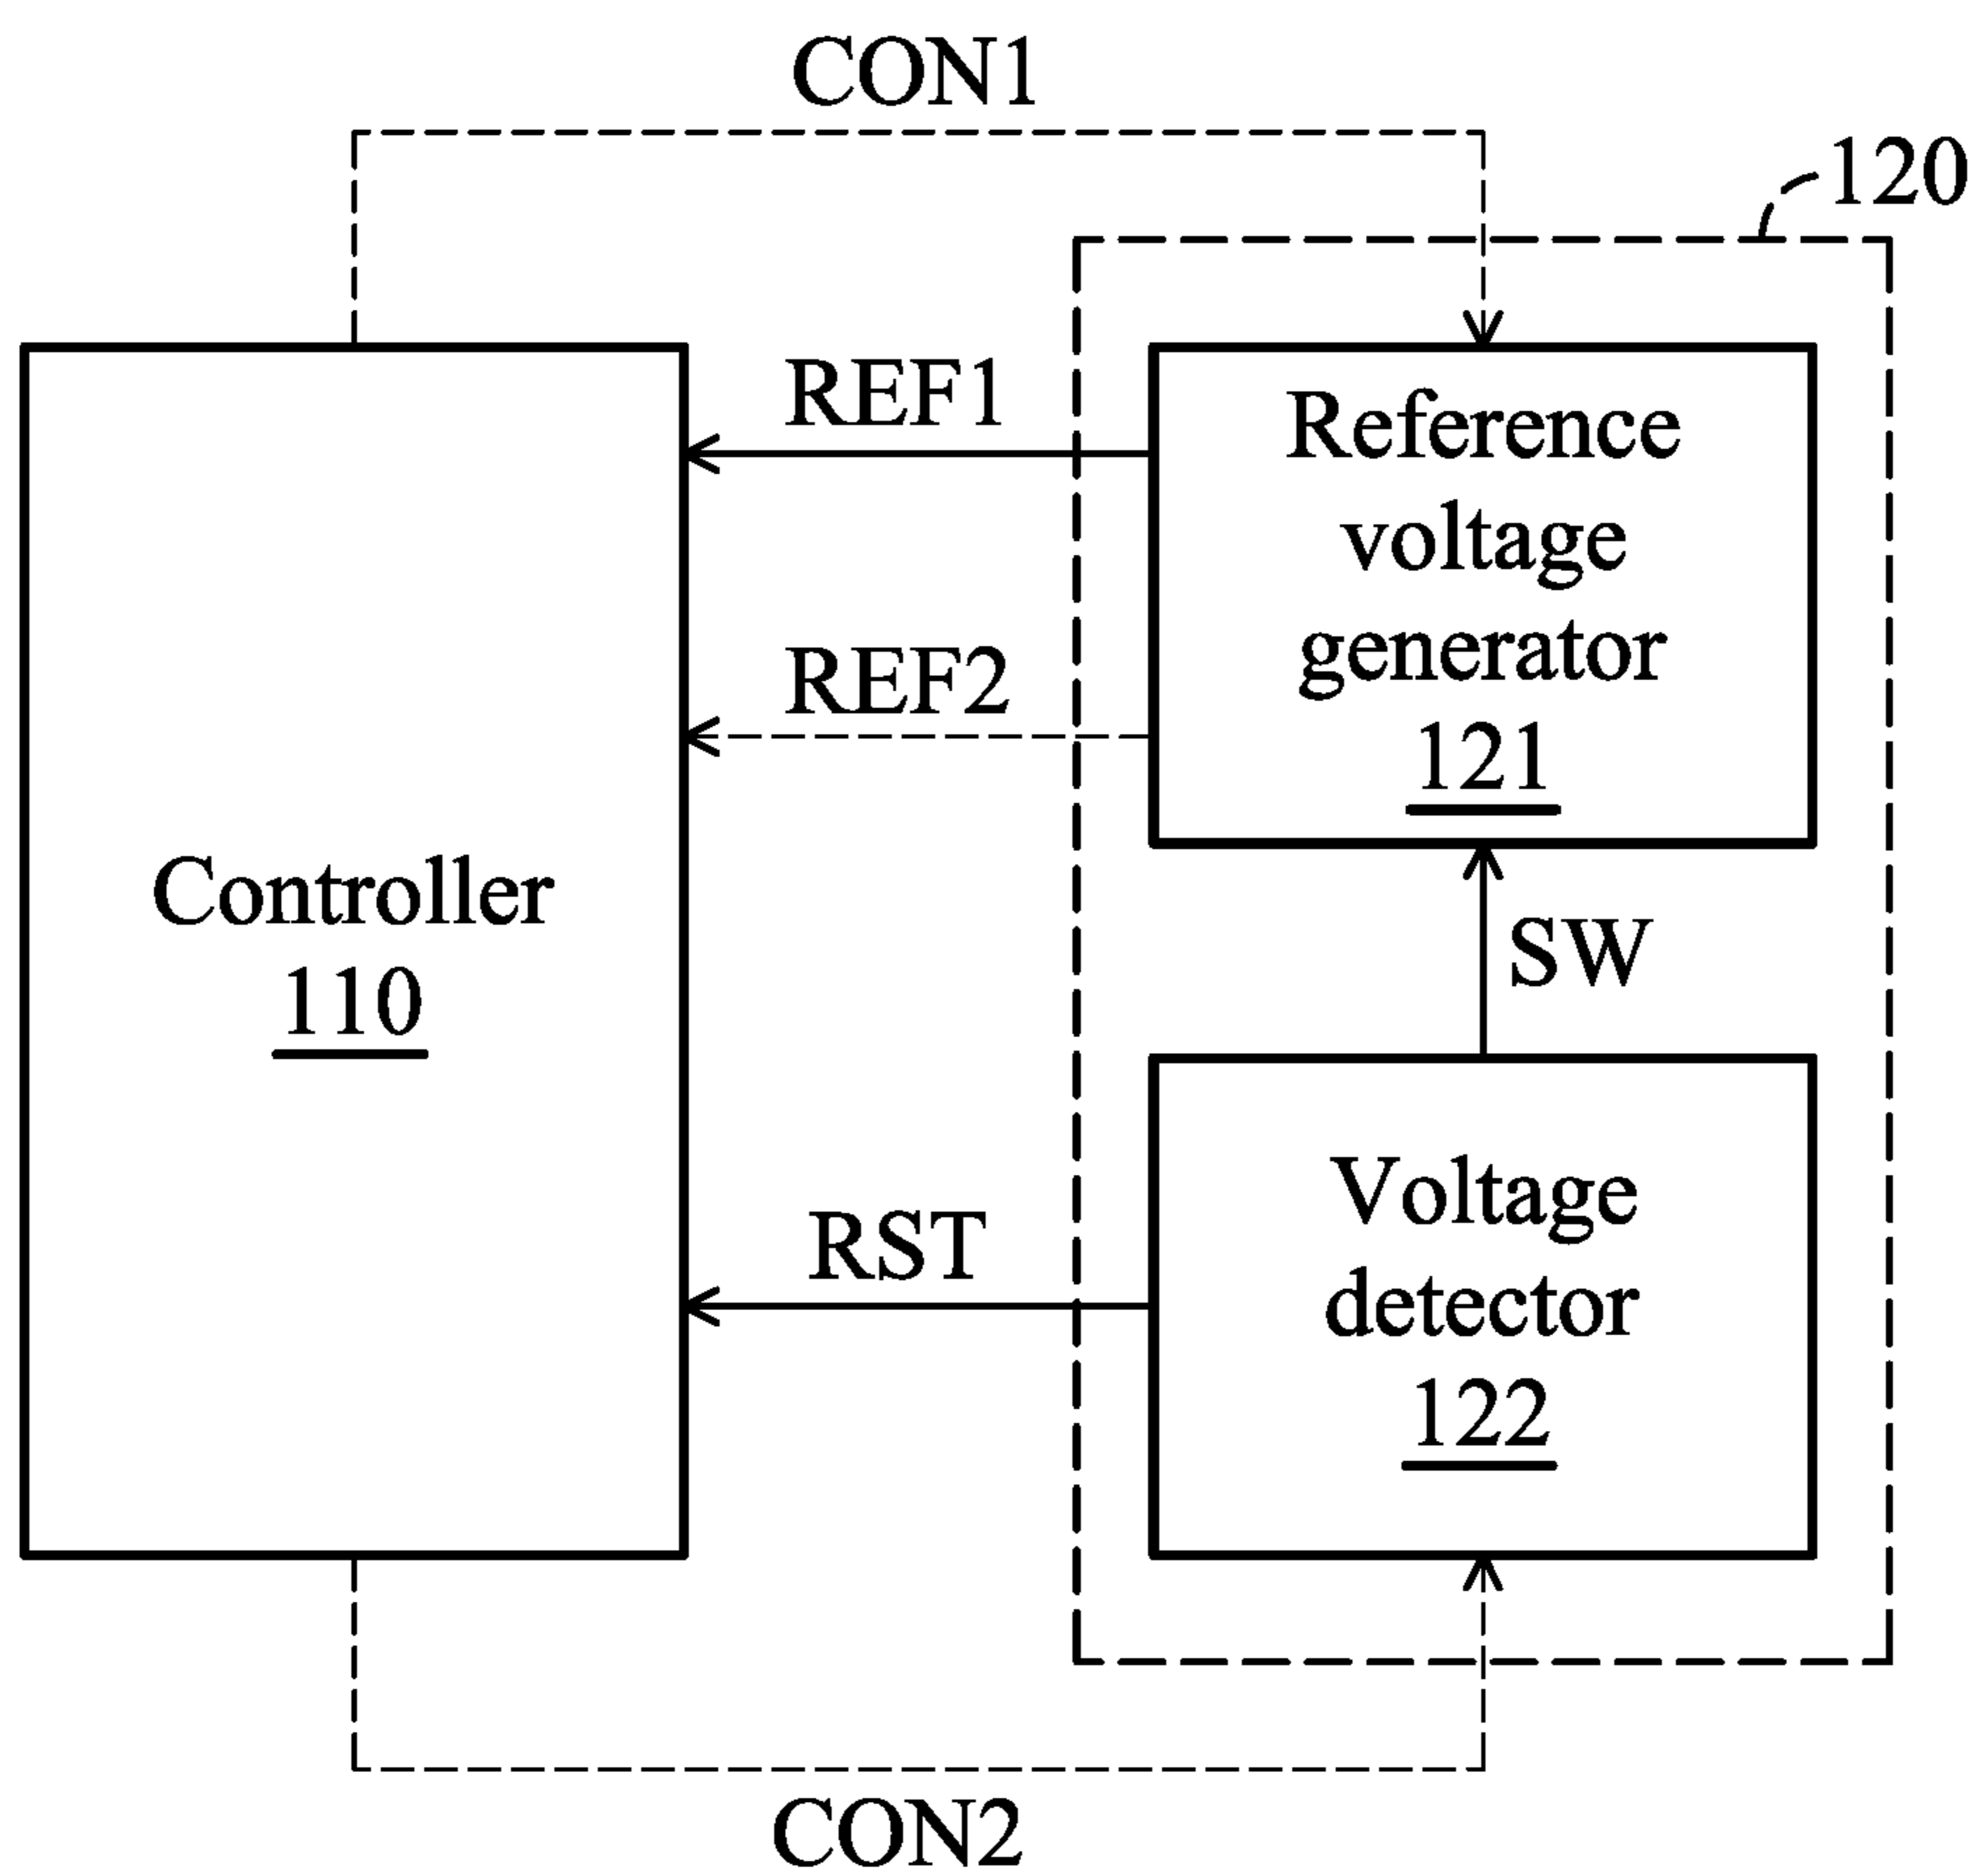 CON1
120
REF1
Reference
voltage
generator
121
REF2
Controller
110
SW
RST
Voltage
detector
122
CON2